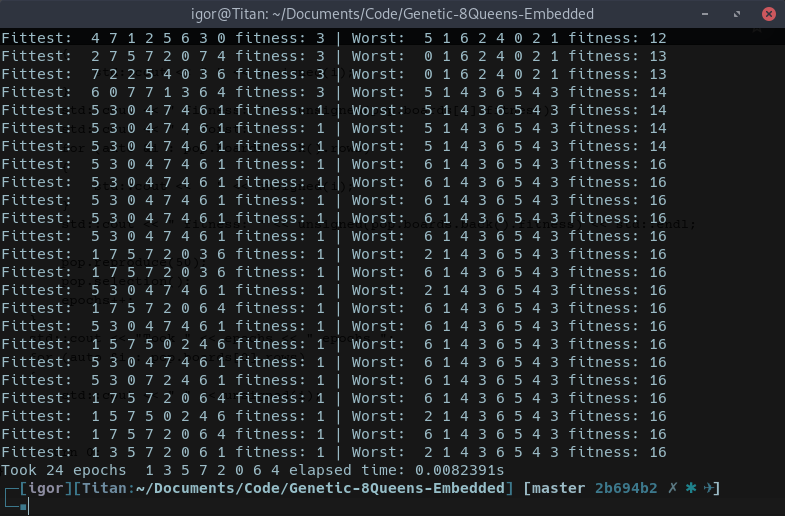 igor@Titan: ~/Documents/Code/Genetic-8Queens-Embedded
Fittest:  4 7 1 2 5 6 3 0 fitness: 3 | Worst:  5 1 6 2 4 0 2 1 fitness: 12
Fittest:  2 7 5 7 2 0 7 4 fitness: 3 | Worst:  0 1 6 2 4 0 2 1 fitness: 13
Fittest:  7 2 2 5 4 0 3 6 fitness: 3 | Worst:  0 1 6 2 4 0 2 1 fitness: 13
Fittest:  6 0 7 7 1 3 6 4 fitness: 3 | Worst:  5 1 4 3 6 5 4 3 fitness: 14
Fittest:  5 3 0 4 7 4 6 1 fitness: 1 | Worst:  5 1 4 3 6 5 4 3 fitness: 14
Fittest:  5 3 0 4 7 4 6 1 fitness: 1 | Worst:  5 1 4 3 6 5 4 3 fitness: 14
Fittest:  5 3 0 4 7 4 6 1 fitness: 1 | Worst:  5 1 4 3 6 5 4 3 fitness: 14
Fittest:  5 3 0 4 7 4 6 1 fitness: 1 | Worst:  6 1 4 3 6 5 4 3 fitness: 16
Fittest:  5 3 0 4 7 4 6 1 fitness: 1 | Worst:  6 1 4 3 6 5 4 3 fitness: 16
Fittest:  5 3 0 4 7 4 6 1 fitness: 1 | Worst:  6 1 4 3 6 5 4 3 fitness: 16
Fittest:  5 3 0 4 7 4 6 1 fitness: 1 | Worst:  6 1 4 3 6 5 4 3 fitness: 16
Fittest:  5 3 0 4 7 4 6 1 fitness: 1 | Worst:  6 1 4 3 6 5 4 3 fitness: 16
Fittest:  1 7 5 7 2 0 3 6 fitness: 1 | Worst:  2 1 4 3 6 5 4 3 fitness: 16
Fittest:  1 7 5 7 2 0 3 6 fitness: 1 | Worst:  6 1 4 3 6 5 4 3 fitness: 16
Fittest:  5 3 0 4 7 4 6 1 fitness: 1 | Worst:  2 1 4 3 6 5 4 3 fitness: 16
Fittest:  1 7 5 7 2 0 6 4 fitness: 1 | Worst:  6 1 4 3 6 5 4 3 fitness: 16
Fittest:  5 3 0 4 7 4 6 1 fitness: 1 | Worst:  6 1 4 3 6 5 4 3 fitness: 16
Fittest:  1 5 7 5 0 2 4 6 fitness: 1 | Worst:  6 1 4 3 6 5 4 3 fitness: 16
Fittest:  5 3 0 4 7 4 6 1 fitness: 1 | Worst:  6 1 4 3 6 5 4 3 fitness: 16
Fittest:  5 3 0 7 2 4 6 1 fitness: 1 | Worst:  6 1 4 3 6 5 4 3 fitness: 16
Fittest:  1 7 5 7 2 0 6 4 fitness: 1 | Worst:  6 1 4 3 6 5 4 3 fitness: 16
Fittest:  1 5 7 5 0 2 4 6 fitness: 1 | Worst:  2 1 4 3 6 5 4 3 fitness: 16
Fittest:  1 7 5 7 2 0 6 4 fitness: 1 | Worst:  6 1 4 3 6 5 4 3 fitness: 16
Fittest:  1 3 5 7 2 0 6 4 fitness: 1 | Worst:  2 1 4 3 6 5 4 3 fitness: 16
Took 24 epochs  1 3 5 7 2 0 6 4 elapsed time: 0.0082391s
[igor][Titan:~/Documents/Code/Genetic-8Queens-Embedded] [master 2b694b2 ✗ ✱ ✈]